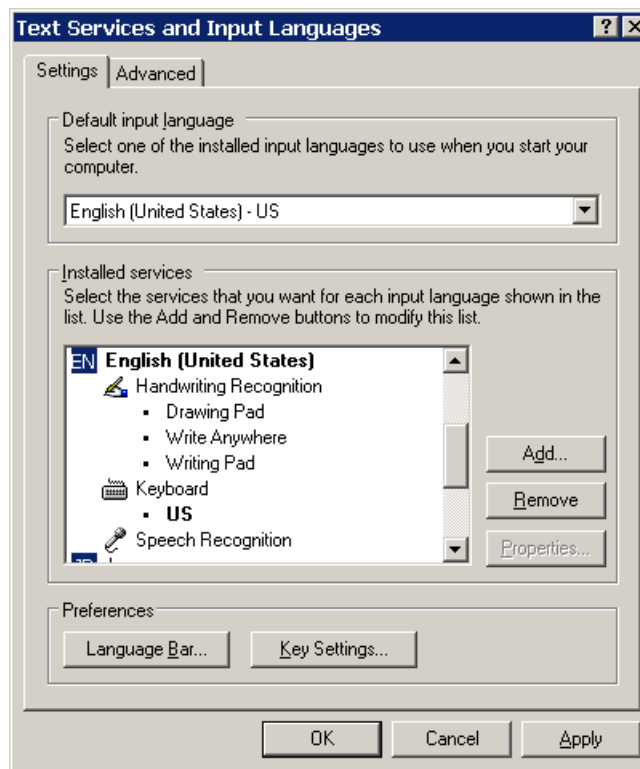 Text Services and Input Languages
Settings
Advanced
Default input language
Select one of the installed input languages to use when you start your
computer.
English (United States) - US
Installed services
Select the services that you want for each input language shown in the
list. Use the Add and Remove buttons to modify this list.
EN English (United States)
Handwriting Recognition
Drawing Pad
Write Anywhere
Writing Pad
Keyboard
US
Speech Recognition
Add...
Remove
Properties...
Preferences
Language Bar...
Key Settings...
OK
Cancel
Apply